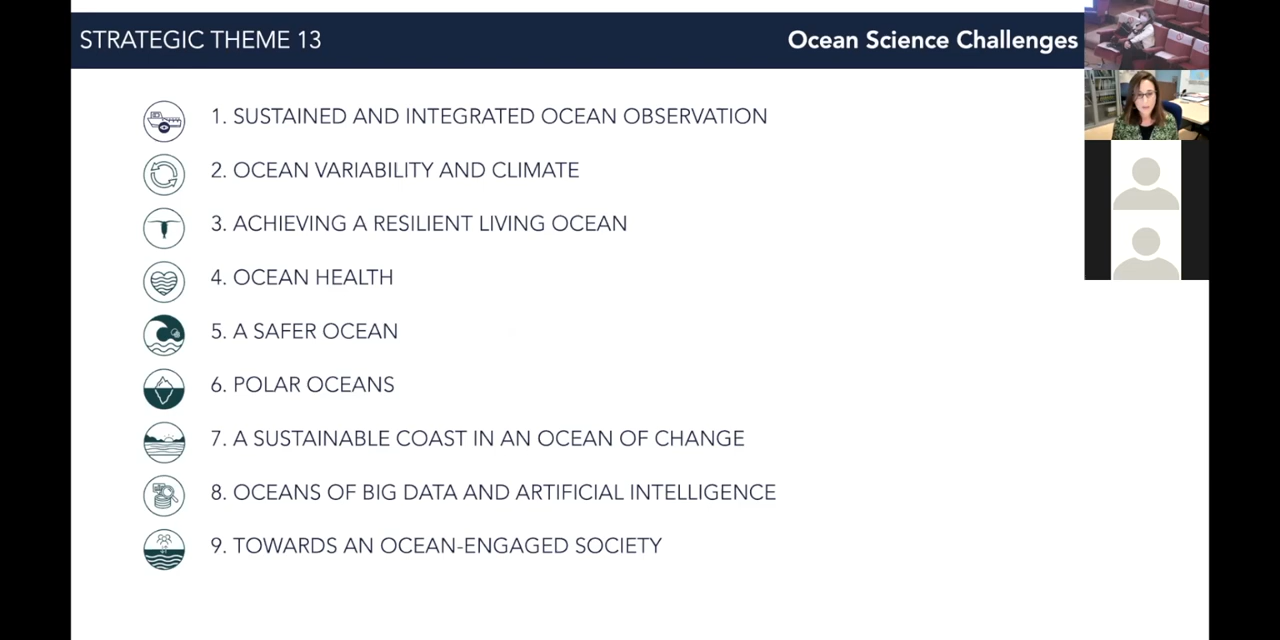 STRATEGIC THEME 13
Ocean Science Challenges
1. SUSTAINED AND INTEGRATED OCEAN OBSERVATION
2. OCEAN VARIABILITY AND CLIMATE
3. ACHIEVING A RESILIENT LIVING OCEAN
4. OCEAN HEALTH
5. A SAFER OCEAN
6. POLAR OCEANS
7. A SUSTAINABLE COAST IN AN OCEAN OF CHANGE
8. OCEANS OF BIG DATA AND ARTIFICIAL INTELLIGENCE
9. TOWARDS AN OCEAN-ENGAGED SOCIETY